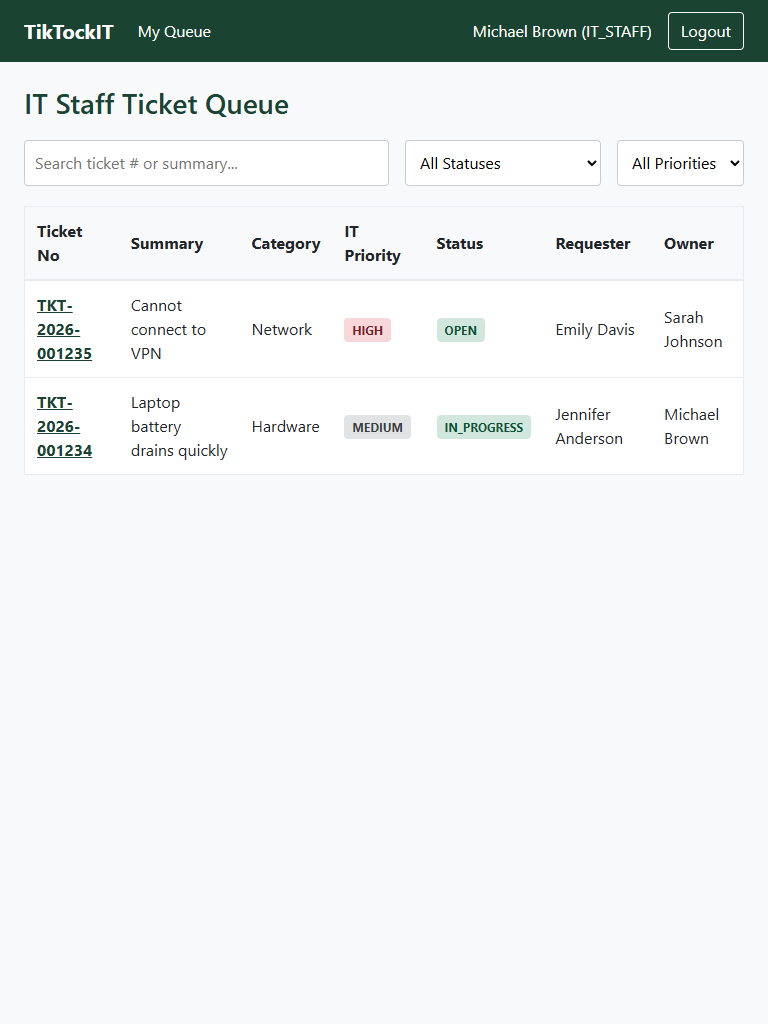 TikTockIT My Queue Michael Brown (IT_STAFF) Logout
IT Staff Ticket Queue
Search ticket # or summary... All Statuses All Priorities
Ticket No Summary Category IT Priority Status Requester Owner
TKT-2026-001235 Cannot connect to VPN Network HIGH OPEN Emily Davis Sarah Johnson
TKT-2026-001234 Laptop battery drains quickly Hardware MEDIUM IN_PROGRESS Jennifer Anderson Michael Brown